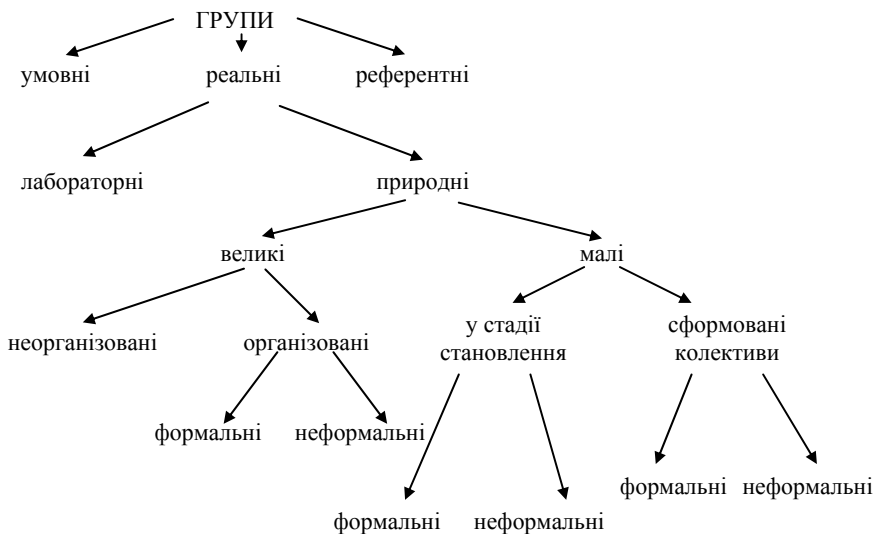 ГРУПИ
умовні реальні референтні
лабораторні природні
великі малі
неорганізовані організовані у стадії становлення сформовані колективи
формальні неформальні
формальні неформальні
формальні неформальні